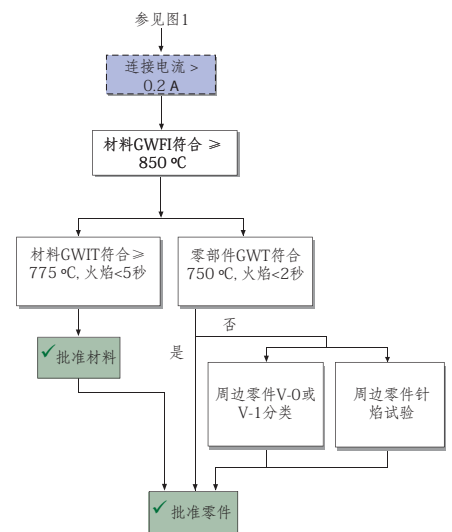 参见图1
连接电流 >
0.2 A
材料GWFI符合 ≥
850 ºC
材料GWIT符合≥
775 ºC, 火焰<5秒
零部件GWT符合
750 ºC, 火焰<2秒
否
是
✓批准材料
周边零件V-0或
V-1分类
周边零件针
焰试验
✓批准零件